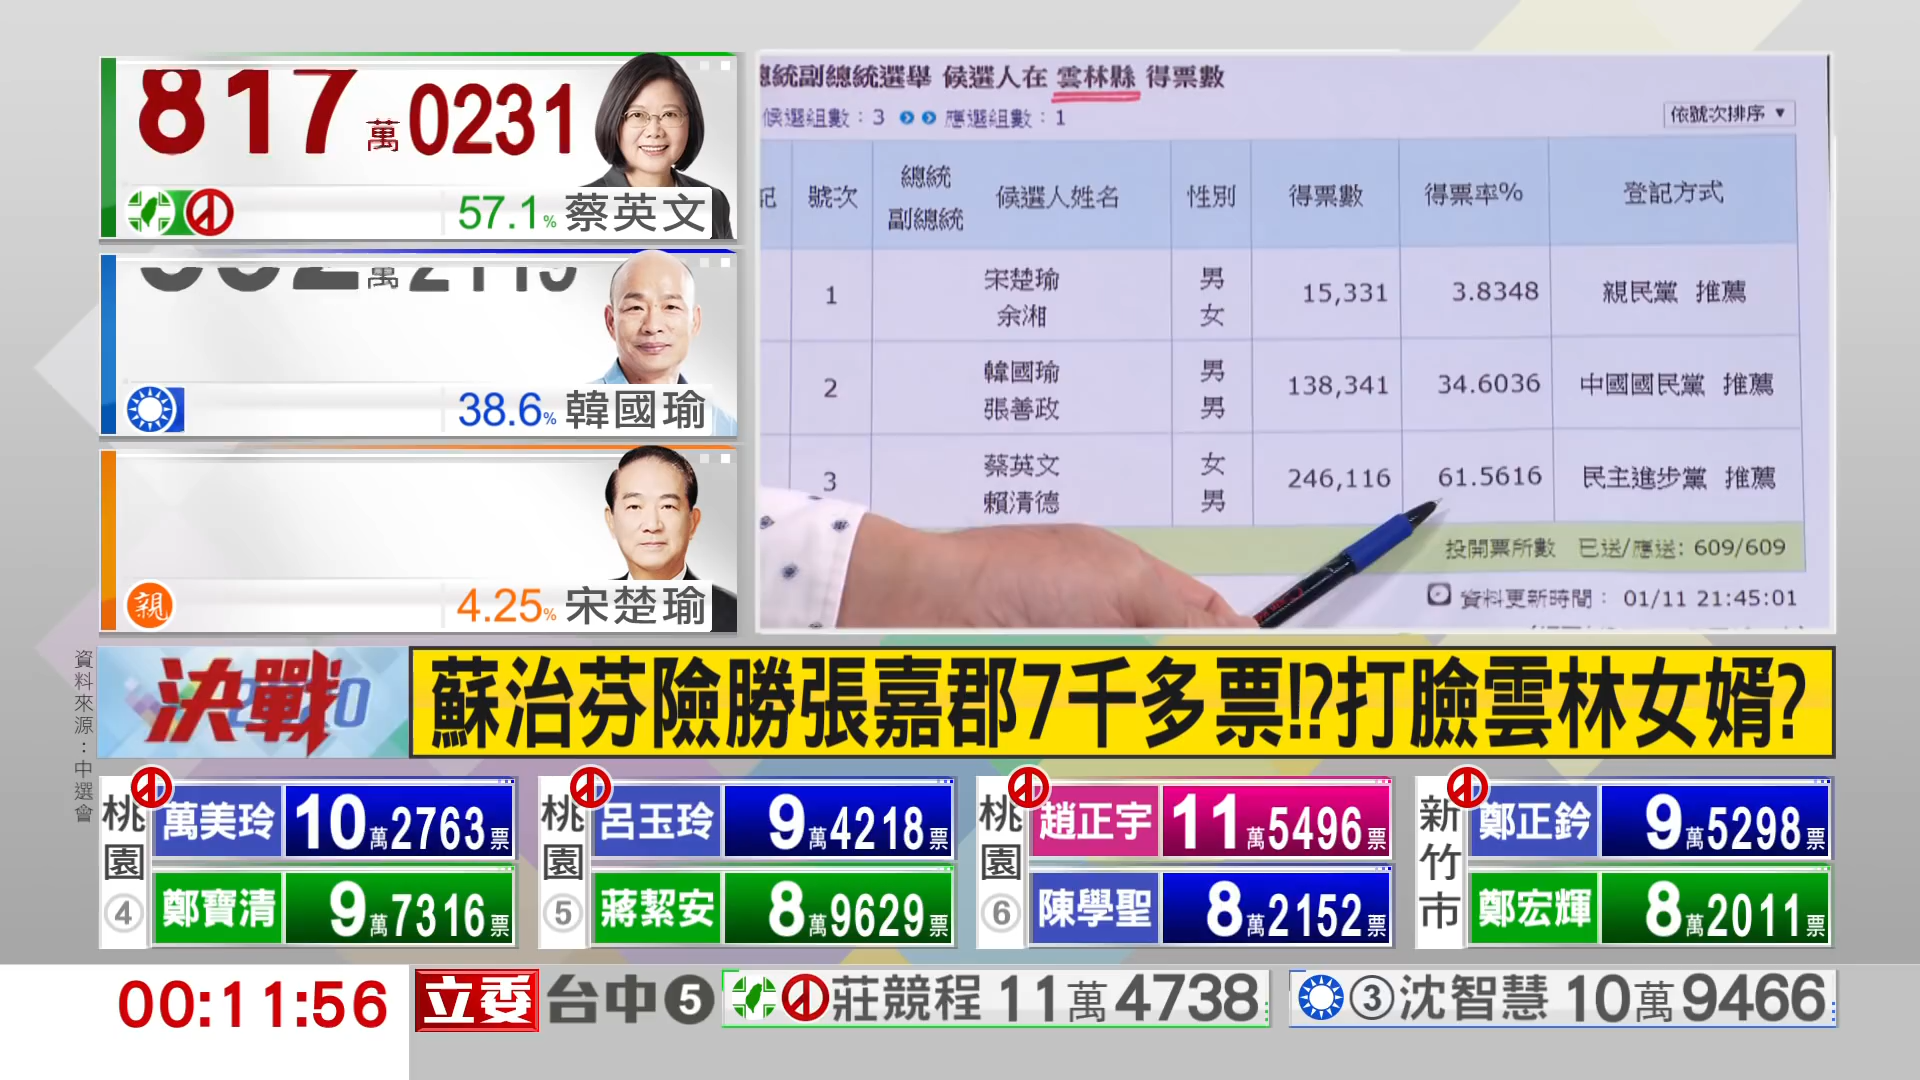 817萬0231
57.1% 蔡英文
38.6% 韓國瑜
親
4.25% 宋楚瑜
總統副總統選舉 候選人在 雲林縣 得票數
候選組數：3 應選組數：1
依號次排序 ▼
記 號次 總統 副總統 候選人姓名 性別 得票數 得票率% 登記方式
1 宋楚瑜 男 15,331 3.8348 親民黨 推薦
余湘 女
2 韓國瑜 男 138,341 34.6036 中國國民黨 推薦
張善政 男
3 蔡英文 女 246,116 61.5616 民主進步黨 推薦
賴清德 男
投開票所數 已送/應送: 609/609
資料更新時間： 01/11 21:45:01
資料來源：中選會
決戰2020
蘇治芬險勝張嘉郡7千多票!?打臉雲林女婿?
桃園④ 萬美玲 10萬2763票
鄭寶清 9萬7316票
桃園⑤ 呂玉玲 9萬4218票
蔣絜安 8萬9629票
桃園⑥ 趙正宇 11萬5496票
陳學聖 8萬2152票
新竹市 鄭正鈐 9萬5298票
鄭宏輝 8萬2011票
00:11:56
立委 台中❺ 莊競程 11萬4738 ③沈智慧 10萬9466